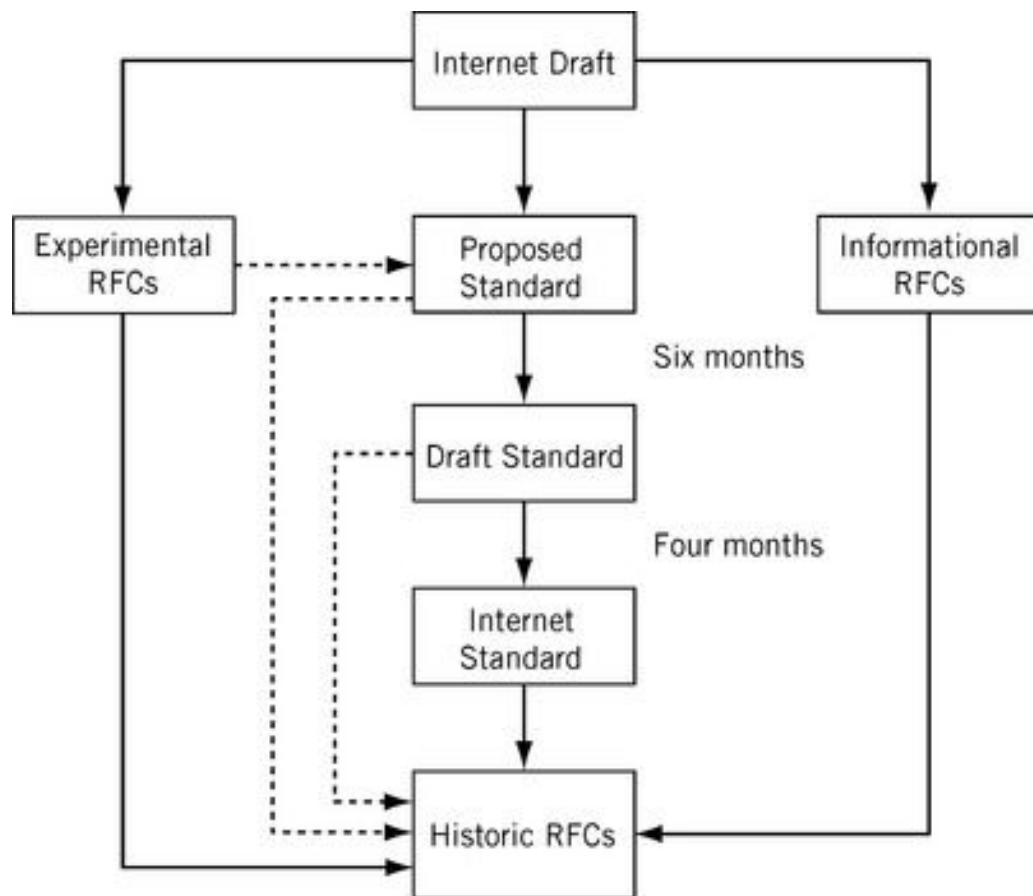 Internet Draft
Experimental
RFCs
Proposed
Standard
Informational
RFCs
Six months
Draft Standard
Four months
Internet
Standard
Historic RFCs